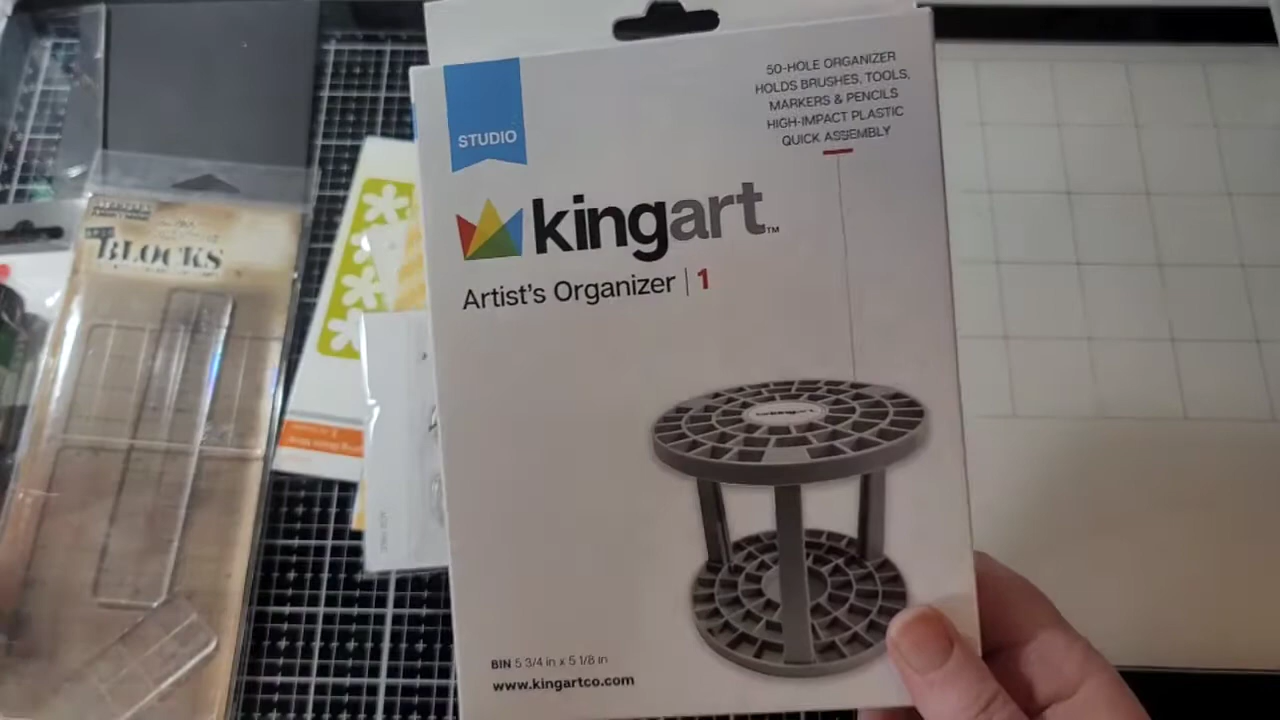 STUDIO
50-HOLE ORGANIZER
HOLDS BRUSHES, TOOLS,
MARKERS & PENCILS
HIGH-IMPACT PLASTIC
QUICK ASSEMBLY
kingart™
Artist's Organizer | 1
kingart
BIN 5 3/4 in x 5 1/8 in
www.kingartco.com
BLOCKS